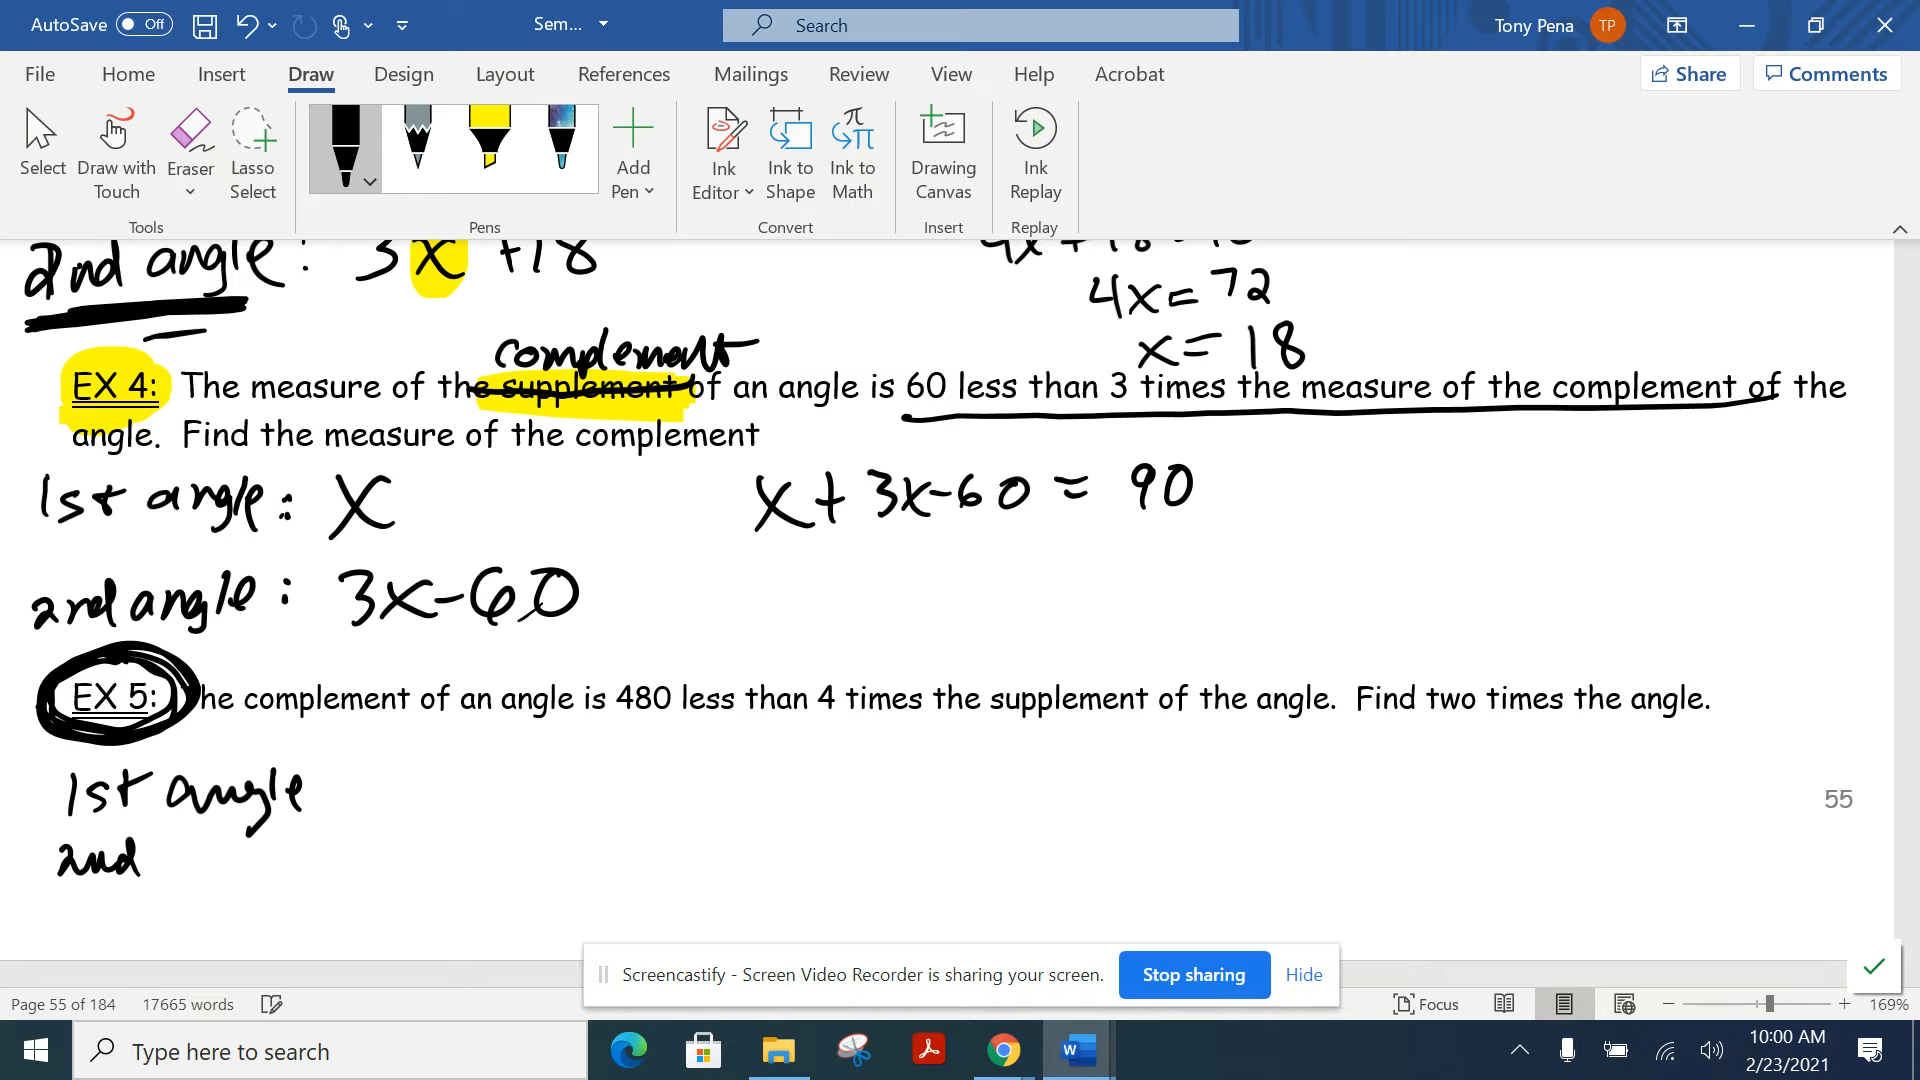 AutoSave Off Sem... Search Tony Pena TP
File Home Insert Draw Design Layout References Mailings Review View Help Acrobat Share Comments
Select Draw with Touch Eraser Lasso Select Add Pen Ink Editor Ink to Shape Ink to Math Drawing Canvas Ink Replay
Tools Pens Convert Insert Replay
2nd angle: 3x +18
4x = 72
x = 18
complement
EX 4: The measure of the supplement of an angle is 60 less than 3 times the measure of the complement of the
angle. Find the measure of the complement
1st angle: x
x + 3x-60 = 90
2nd angle: 3x-60
EX 5: he complement of an angle is 480 less than 4 times the supplement of the angle. Find two times the angle.
1st angle
55
2nd
Screencastify - Screen Video Recorder is sharing your screen. Stop sharing Hide
Page 55 of 184 17665 words Focus 169%
Type here to search
10:00 AM
2/23/2021